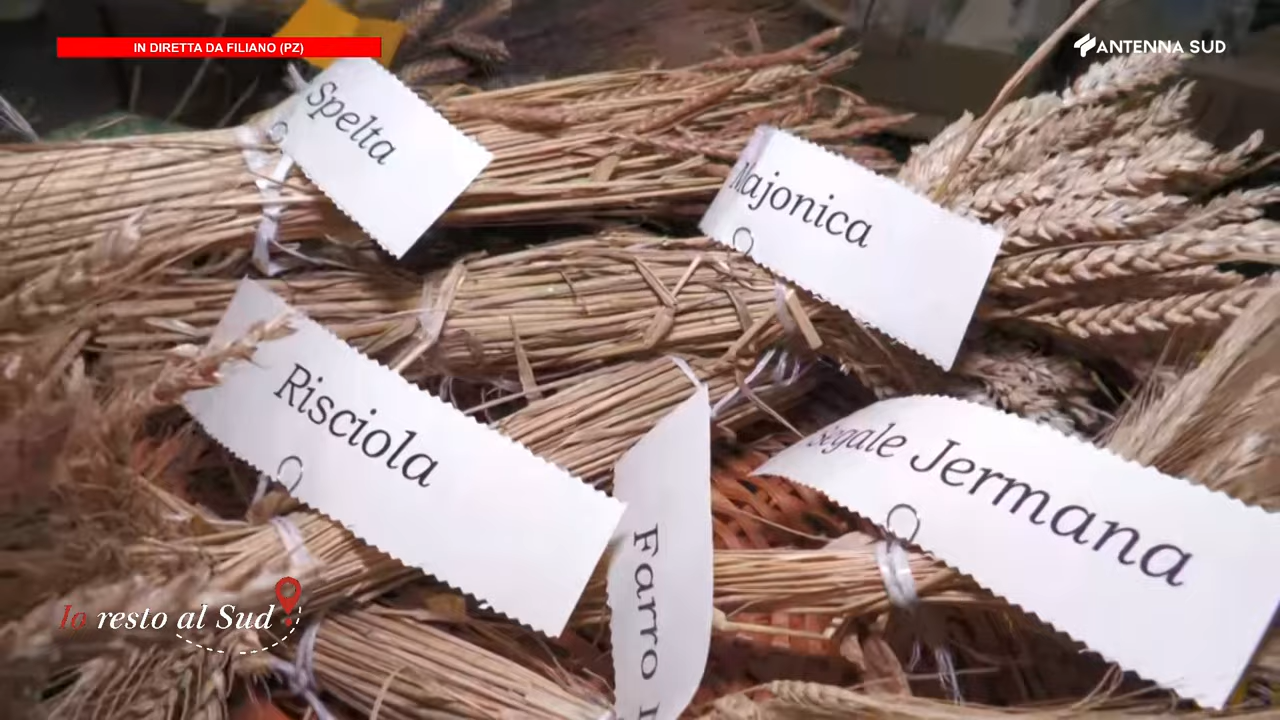 IN DIRETTA DA FILIANO (PZ)
ANTENNA SUD
Spelta
Majonica
Risciola
Segale Jermana
Farro
Io resto al Sud